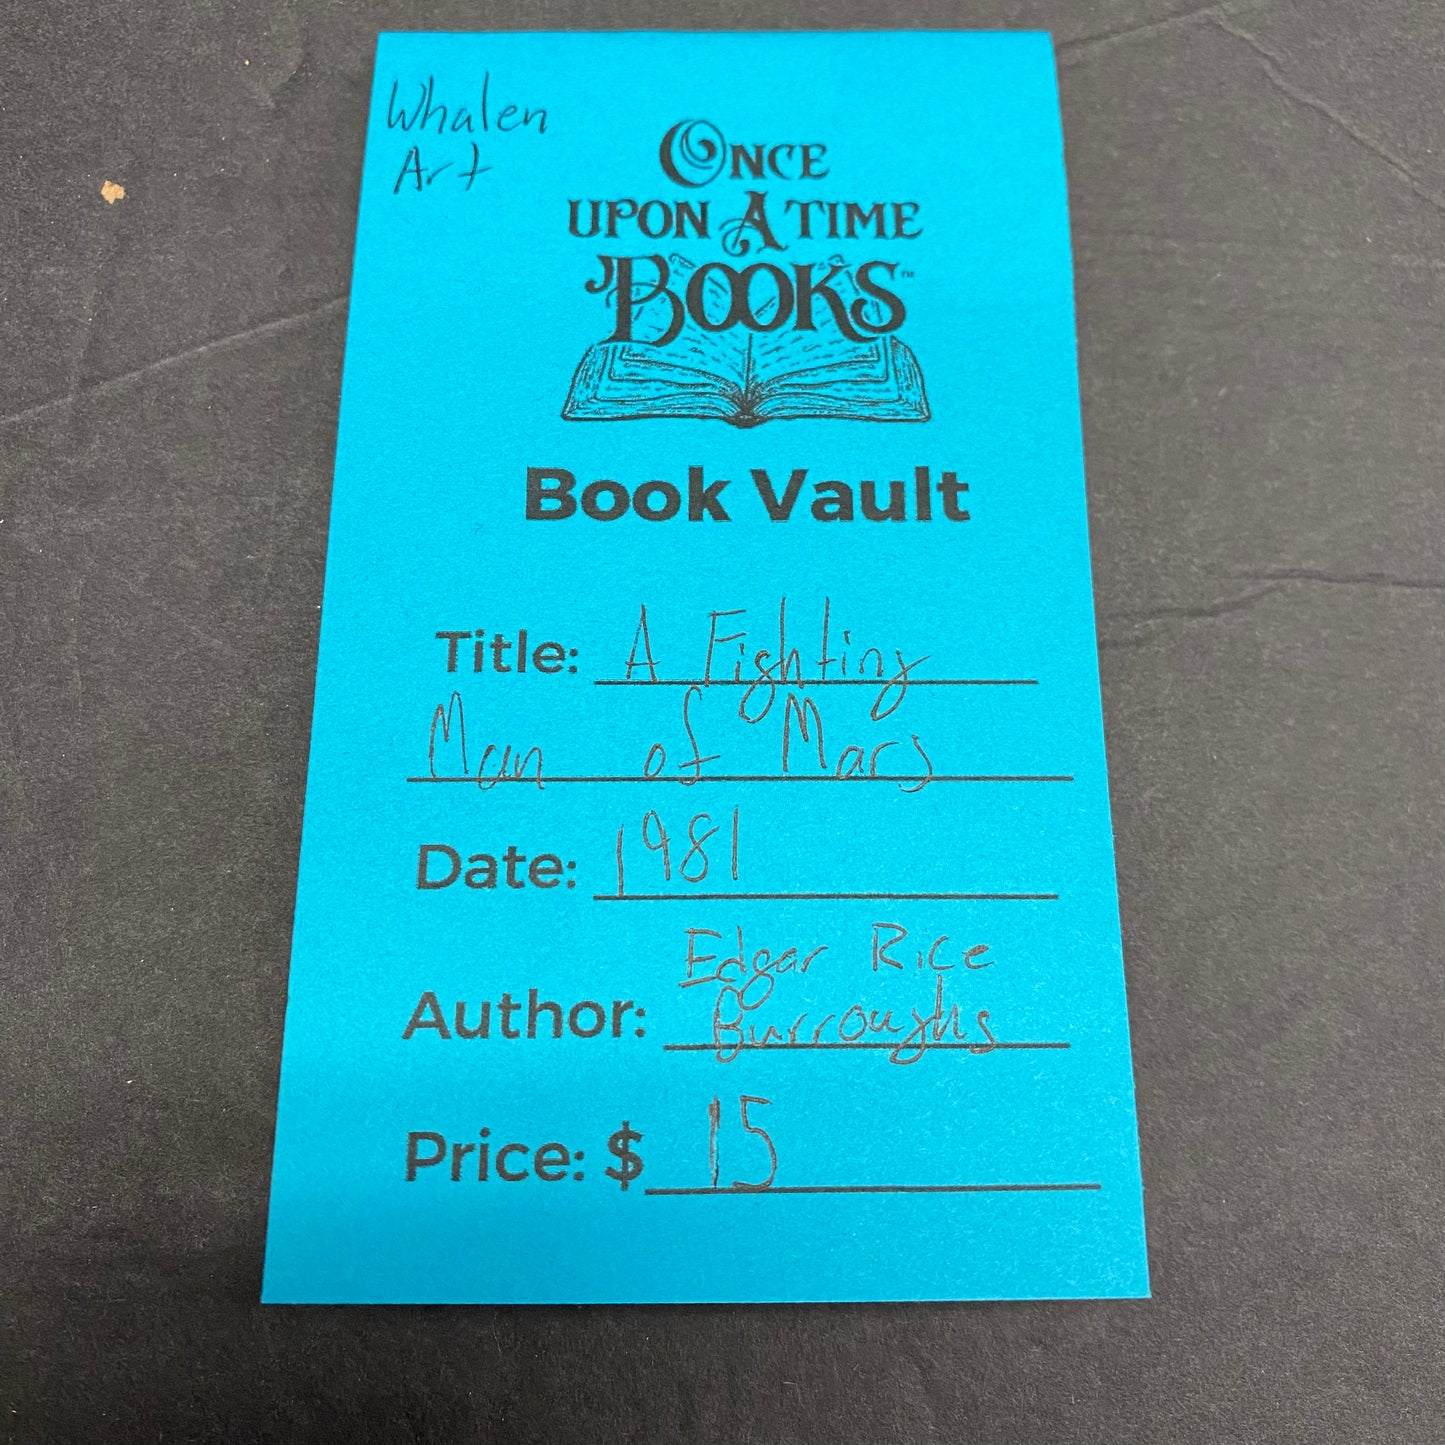 Whalen
Art
ONCE
UPON A TIME
BOOKS™
Book Vault
Title: A Fighting
Man of Mars
Date: 1981
Edgar Rice
Author: Burroughs
Price: $ 15